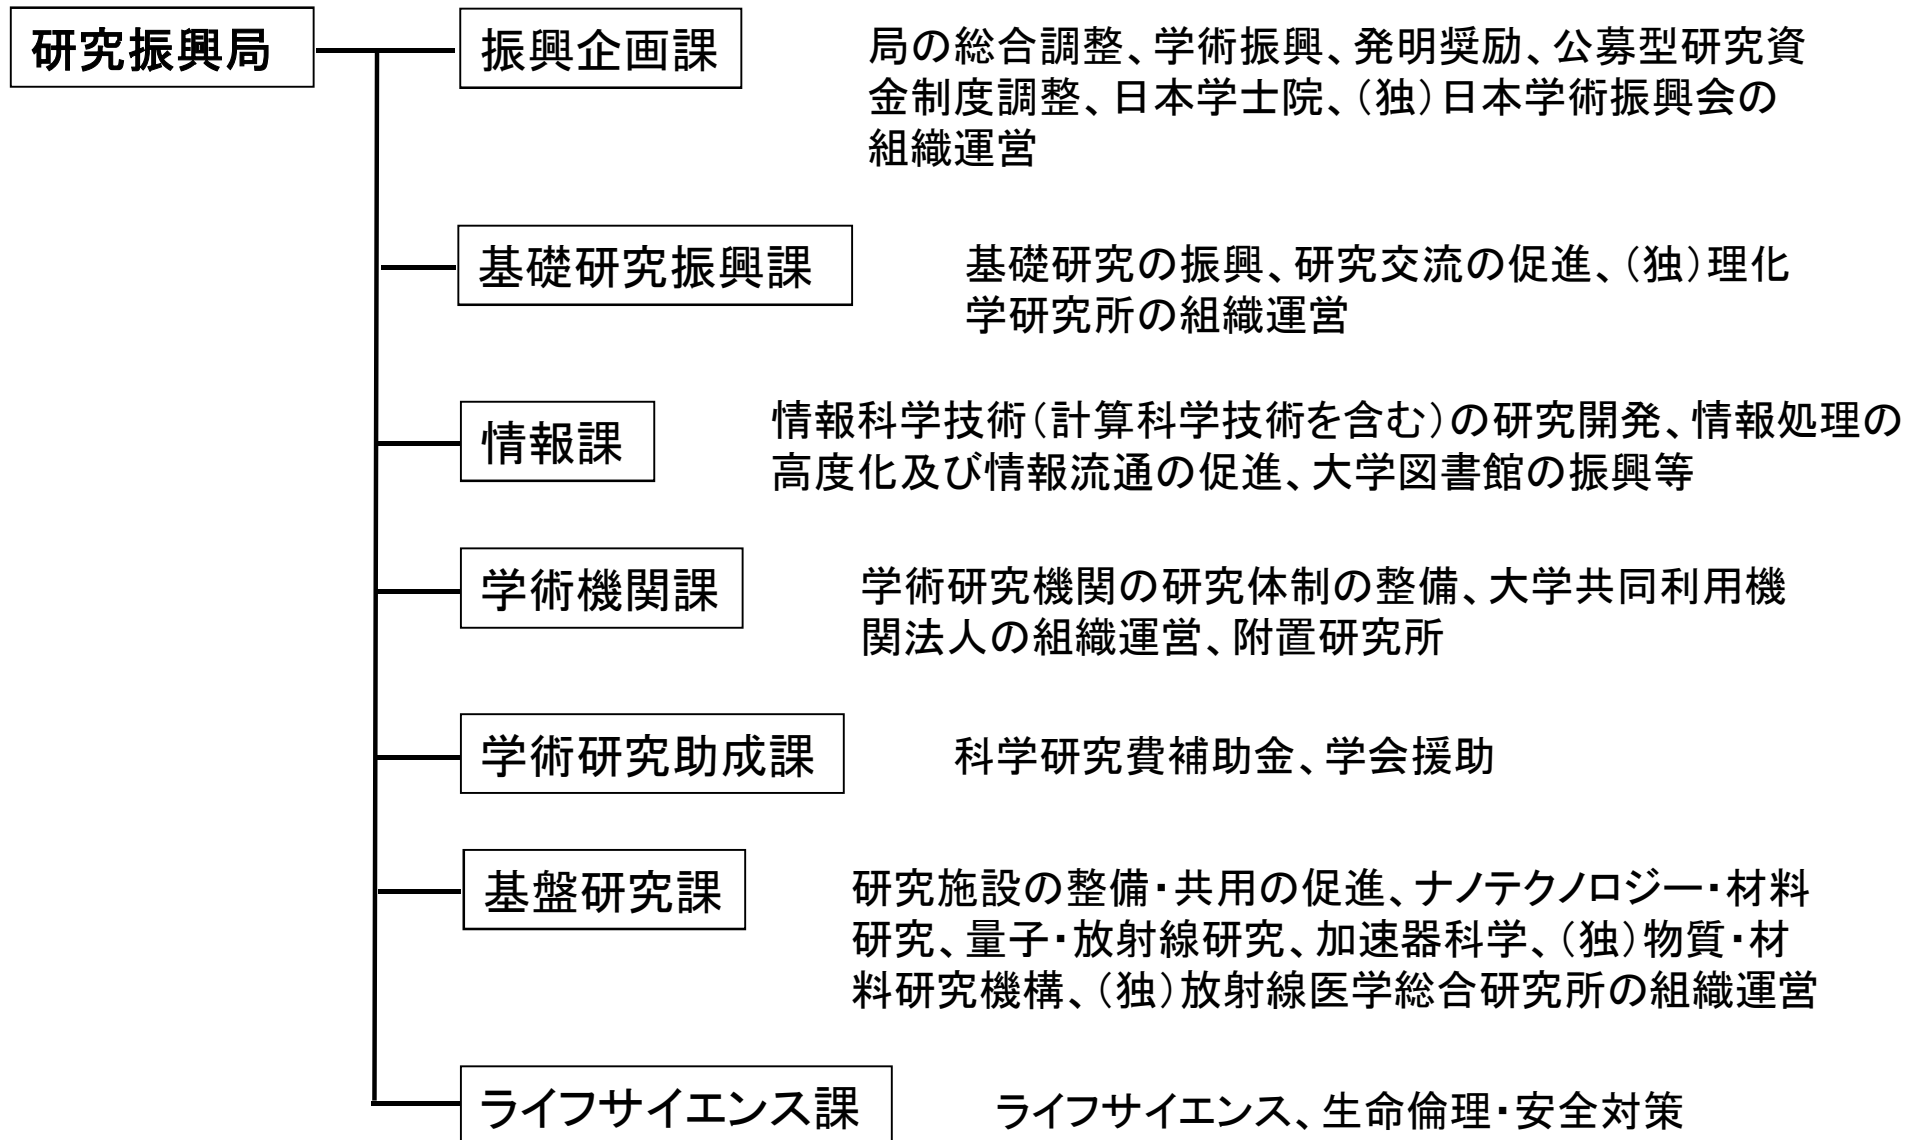 研究振興局
振興企画課
局の総合調整、学術振興、発明奨励、公募型研究資
金制度調整、日本学士院、（独）日本学術振興会の
組織運営
基礎研究振興課
基礎研究の振興、研究交流の促進、（独）理化
学研究所の組織運営
情報課
情報科学技術（計算科学技術を含む）の研究開発、情報処理の
高度化及び情報流通の促進、大学図書館の振興等
学術機関課
学術研究機関の研究体制の整備、大学共同利用機
関法人の組織運営、附置研究所
学術研究助成課
科学研究費補助金、学会援助
基盤研究課
研究施設の整備・共用の促進、ナノテクノロジー・材料
研究、量子・放射線研究、加速器科学、（独）物質・材
料研究機構、（独）放射線医学総合研究所の組織運営
ライフサイエンス課
ライフサイエンス、生命倫理・安全対策